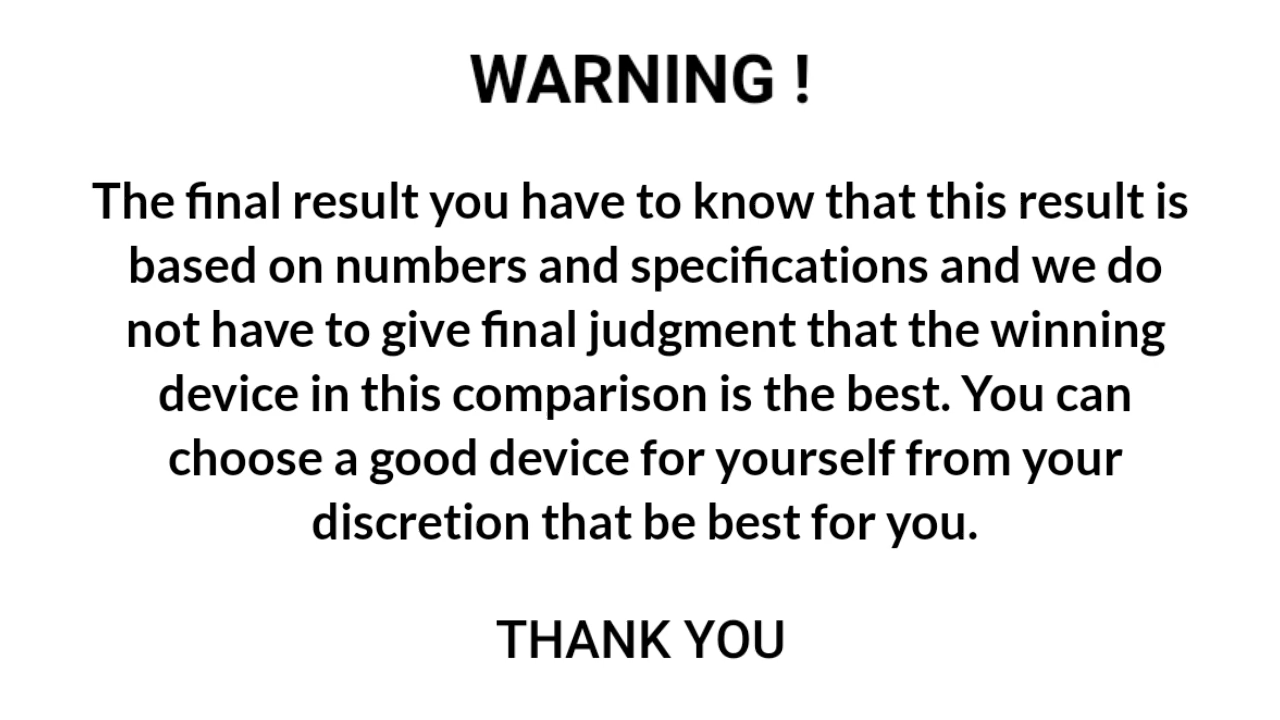 WARNING !
The final result you have to know that this result is
based on numbers and specifications and we do
not have to give final judgment that the winning
device in this comparison is the best. You can
choose a good device for yourself from your
discretion that be best for you.
THANK YOU